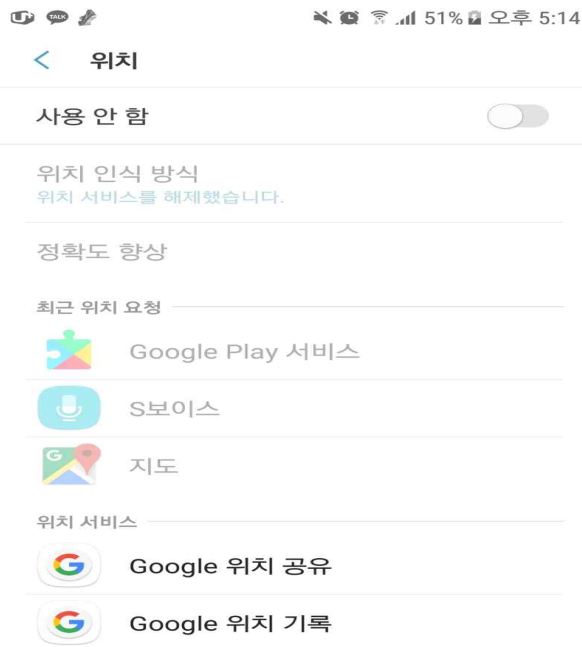 TALK 51% 오후 5:14
위치
사용 안 함
위치 인식 방식
위치 서비스를 해제했습니다.
정확도 향상
최근 위치 요청
Google Play 서비스
S보이스
G
지도
위치 서비스
G
Google 위치 공유
G
Google 위치 기록